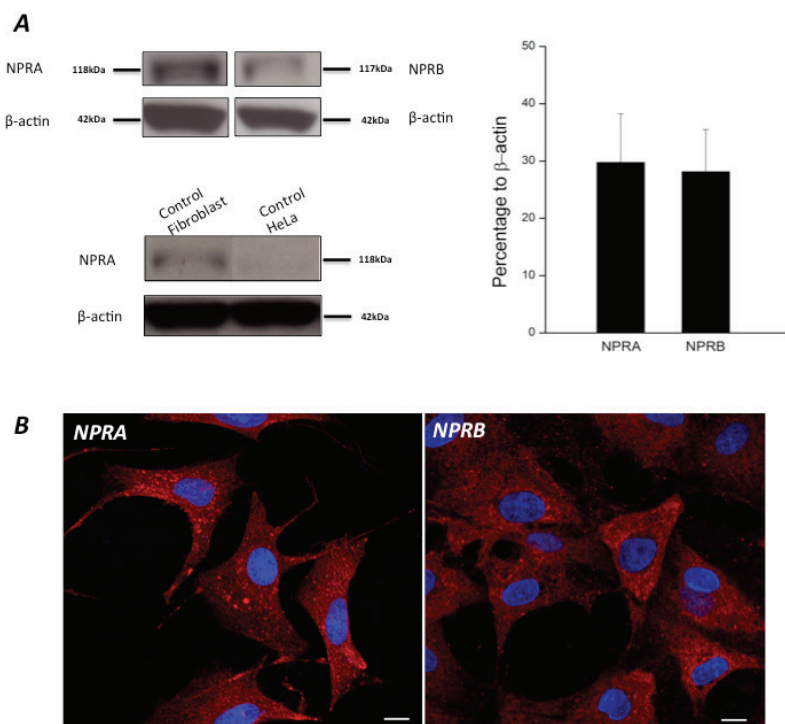 A
NPRA 118kDa 117kDa NPRB
β-actin 42kDa 42kDa β-actin
Control Fibroblast
Control HeLa
NPRA 118kDa
β-actin 42kDa
Percentage to β-actin
50
40
30
20
10
0
NPRA NPRB
B
NPRA
NPRB